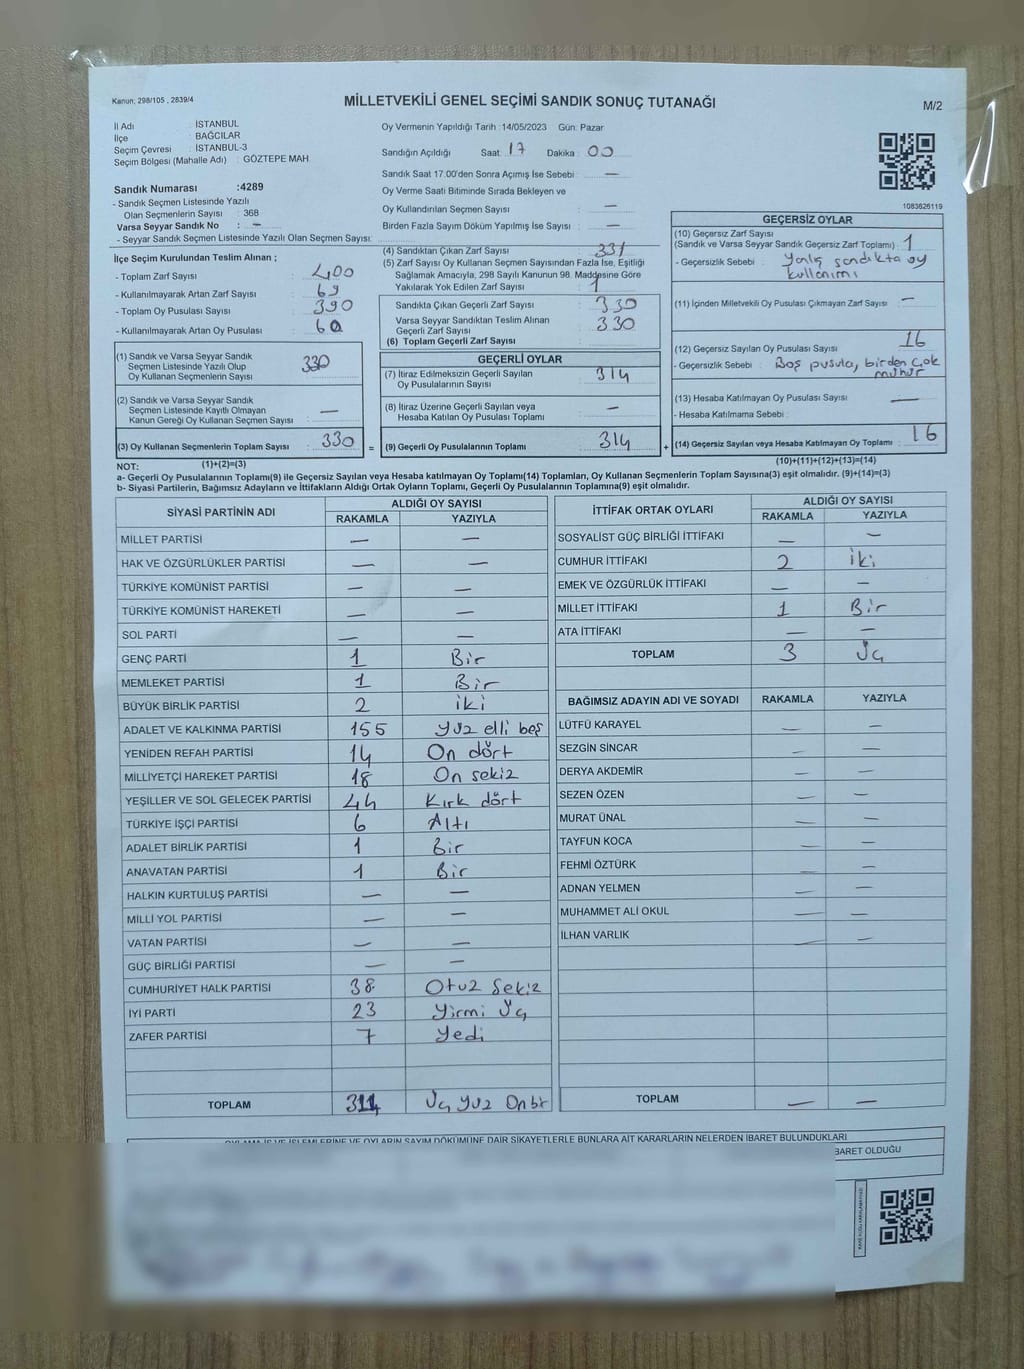 Kanun; 298/105 , 2839/4
MİLLETVEKİLİ GENEL SEÇİMİ SANDIK SONUÇ TUTANAĞI
M/2
İl Adı : İSTANBUL
İlçe : BAĞCILAR
Seçim Çevresi : İSTANBUL-3
Seçim Bölgesi (Mahalle Adı) : GÖZTEPE MAH.
Sandık Numarası :4289
- Sandık Seçmen Listesinde Yazılı
Olan Seçmenlerin Sayısı : 368
Varsa Seyyar Sandık No : —
- Seyyar Sandık Seçmen Listesinde Yazılı Olan Seçmen Sayısı:
Oy Vermenin Yapıldığı Tarih :14/05/2023 Gün: Pazar
Sandığın Açıldığı Saat: 17 Dakika : 00
Sandık Saat 17.00'den Sonra Açımış İse Sebebi : —
Oy Verme Saati Bitiminde Sırada Bekleyen ve
Oy Kullandırılan Seçmen Sayısı : —
Birden Fazla Sayım Döküm Yapılmış İse Sayısı : —
1083626119
İlçe Seçim Kurulundan Teslim Alınan ;
- Toplam Zarf Sayısı : 400
- Kullanılmayarak Artan Zarf Sayısı : 69
- Toplam Oy Pusulası Sayısı : 390
- Kullanılmayarak Artan Oy Pusulası : 60
(4) Sandıktan Çıkan Zarf Sayısı : 331
(5) Zarf Sayısı Oy Kullanan Seçmen Sayısından Fazla İse, Eşitliği
Sağlamak Amacıyla, 298 Sayılı Kanunun 98. Maddesine Göre
Yakılarak Yok Edilen Zarf Sayısı : 1
Sandıkta Çıkan Geçerli Zarf Sayısı : 330
Varsa Seyyar Sandıktan Teslim Alınan
Geçerli Zarf Sayısı : 330
(6) Toplam Geçerli Zarf Sayısı :
GEÇERSİZ OYLAR
(10) Geçersiz Zarf Sayısı
(Sandık ve Varsa Seyyar Sandık Geçersiz Zarf Toplamı) : 1
- Geçersizlik Sebebi : Yanlış sandıkta oy
kullanımı
(11) İçinden Milletvekili Oy Pusulası Çıkmayan Zarf Sayısı : —
(12) Geçersiz Sayılan Oy Pusulası Sayısı : 16
- Geçersizlik Sebebi : Boş pusula, birden çok
mühür
(13) Hesaba Katılmayan Oy Pusulası Sayısı : —
- Hesaba Katılmama Sebebi :
(14) Geçersiz Sayılan veya Hesaba Katılmayan Oy Toplamı : 16
(1) Sandık ve Varsa Seyyar Sandık
Seçmen Listesinde Yazılı Olup
Oy Kullanan Seçmenlerin Sayısı : 330
(2) Varsa Seyyar Sandık ve Sandık
Seçmen Listesinde Kayıtlı Olmayan
Kanun Gereği Oy Kullanan Seçmen Sayısı : —
(3) Oy Kullanan Seçmenlerin Toplam Sayısı : 330 =
GEÇERLİ OYLAR
(7) İtiraz Edilmeksizin Geçerli Sayılan
Oy Pusulalarının Sayısı : 314
(8) İtiraz Üzerine Geçerli Sayılan veya
Hesaba Katılan Oy Pusulası Toplamı : —
(9) Geçerli Oy Pusulalarının Toplamı : 314 +
NOT: (1)+(2)=(3)
(10)+(11)+(12)+(13)=(14)
a- Geçerli Oy Pusulalarının Toplamı(9) ile Geçersiz Sayılan veya Hesaba katılmayan Oy Toplamı(14) Toplamları, Oy Kullanan Seçmenlerin Toplam Sayısına(3) eşit olmalıdır. (9)+(14)=(3)
b- Siyasi Partilerin, Bağımsız Adayların ve İttifakların Aldığı Ortak Oyların Toplamı, Geçerli Oy Pusulalarının Toplamına(9) eşit olmalıdır.
SİYASİ PARTİNİN ADI ALDIĞI OY SAYISI
RAKAMLA YAZIYLA
MİLLET PARTİSİ — —
HAK VE ÖZGÜRLÜKLER PARTİSİ — —
TÜRKİYE KOMÜNİST PARTİSİ — —
TÜRKİYE KOMÜNİST HAREKETİ — —
SOL PARTİ — —
GENÇ PARTİ 1 Bir
MEMLEKET PARTİSİ 1 Bir
BÜYÜK BİRLİK PARTİSİ 2 iki
ADALET VE KALKINMA PARTİSİ 155 yüz elli beş
YENİDEN REFAH PARTİSİ 14 On dört
MİLLİYETÇİ HAREKET PARTİSİ 18 On sekiz
YEŞİLLER VE SOL GELECEK PARTİSİ 44 Kırk dört
TÜRKİYE İŞÇİ PARTİSİ 6 Altı
ADALET BİRLİK PARTİSİ 1 Bir
ANAVATAN PARTİSİ 1 Bir
HALKIN KURTULUŞ PARTİSİ — —
MİLLİ YOL PARTİSİ — —
VATAN PARTİSİ — —
GÜÇ BİRLİĞİ PARTİSİ — —
CUMHURİYET HALK PARTİSİ 38 Otuz Sekiz
İYİ PARTİ 23 Yirmi Üç
ZAFER PARTİSİ 7 Yedi
TOPLAM 311 Üç yüz Onbir
İTTİFAK ORTAK OYLARI ALDIĞI OY SAYISI
RAKAMLA YAZIYLA
SOSYALİST GÜÇ BİRLİĞİ İTTİFAKI — —
CUMHUR İTTİFAKI 2 iki
EMEK VE ÖZGÜRLÜK İTTİFAKI — —
MİLLET İTTİFAKI 1 Bir
ATA İTTİFAKI — —
TOPLAM 3 Üç
BAĞIMSIZ ADAYIN ADI VE SOYADI RAKAMLA YAZIYLA
LÜTFÜ KARAYEL — —
SEZGİN SİNCAR — —
DERYA AKDEMİR — —
SEZEN ÖZEN — —
MURAT ÜNAL — —
TAYFUN KOCA — —
FEHMİ ÖZTÜRK — —
ADNAN YELMEN — —
MUHAMMET ALİ OKUL — —
İLHAN VARLIK — —
TOPLAM — —
OYLAMA İŞ VE İŞLEMLERİNE VE OYLARIN SAYIM DÖKÜMÜNE DAİR ŞİKAYETLERLE BUNLARA AİT KARARLARIN NELERDEN İBARET BULUNDUKLARI
BARET OLDUĞU